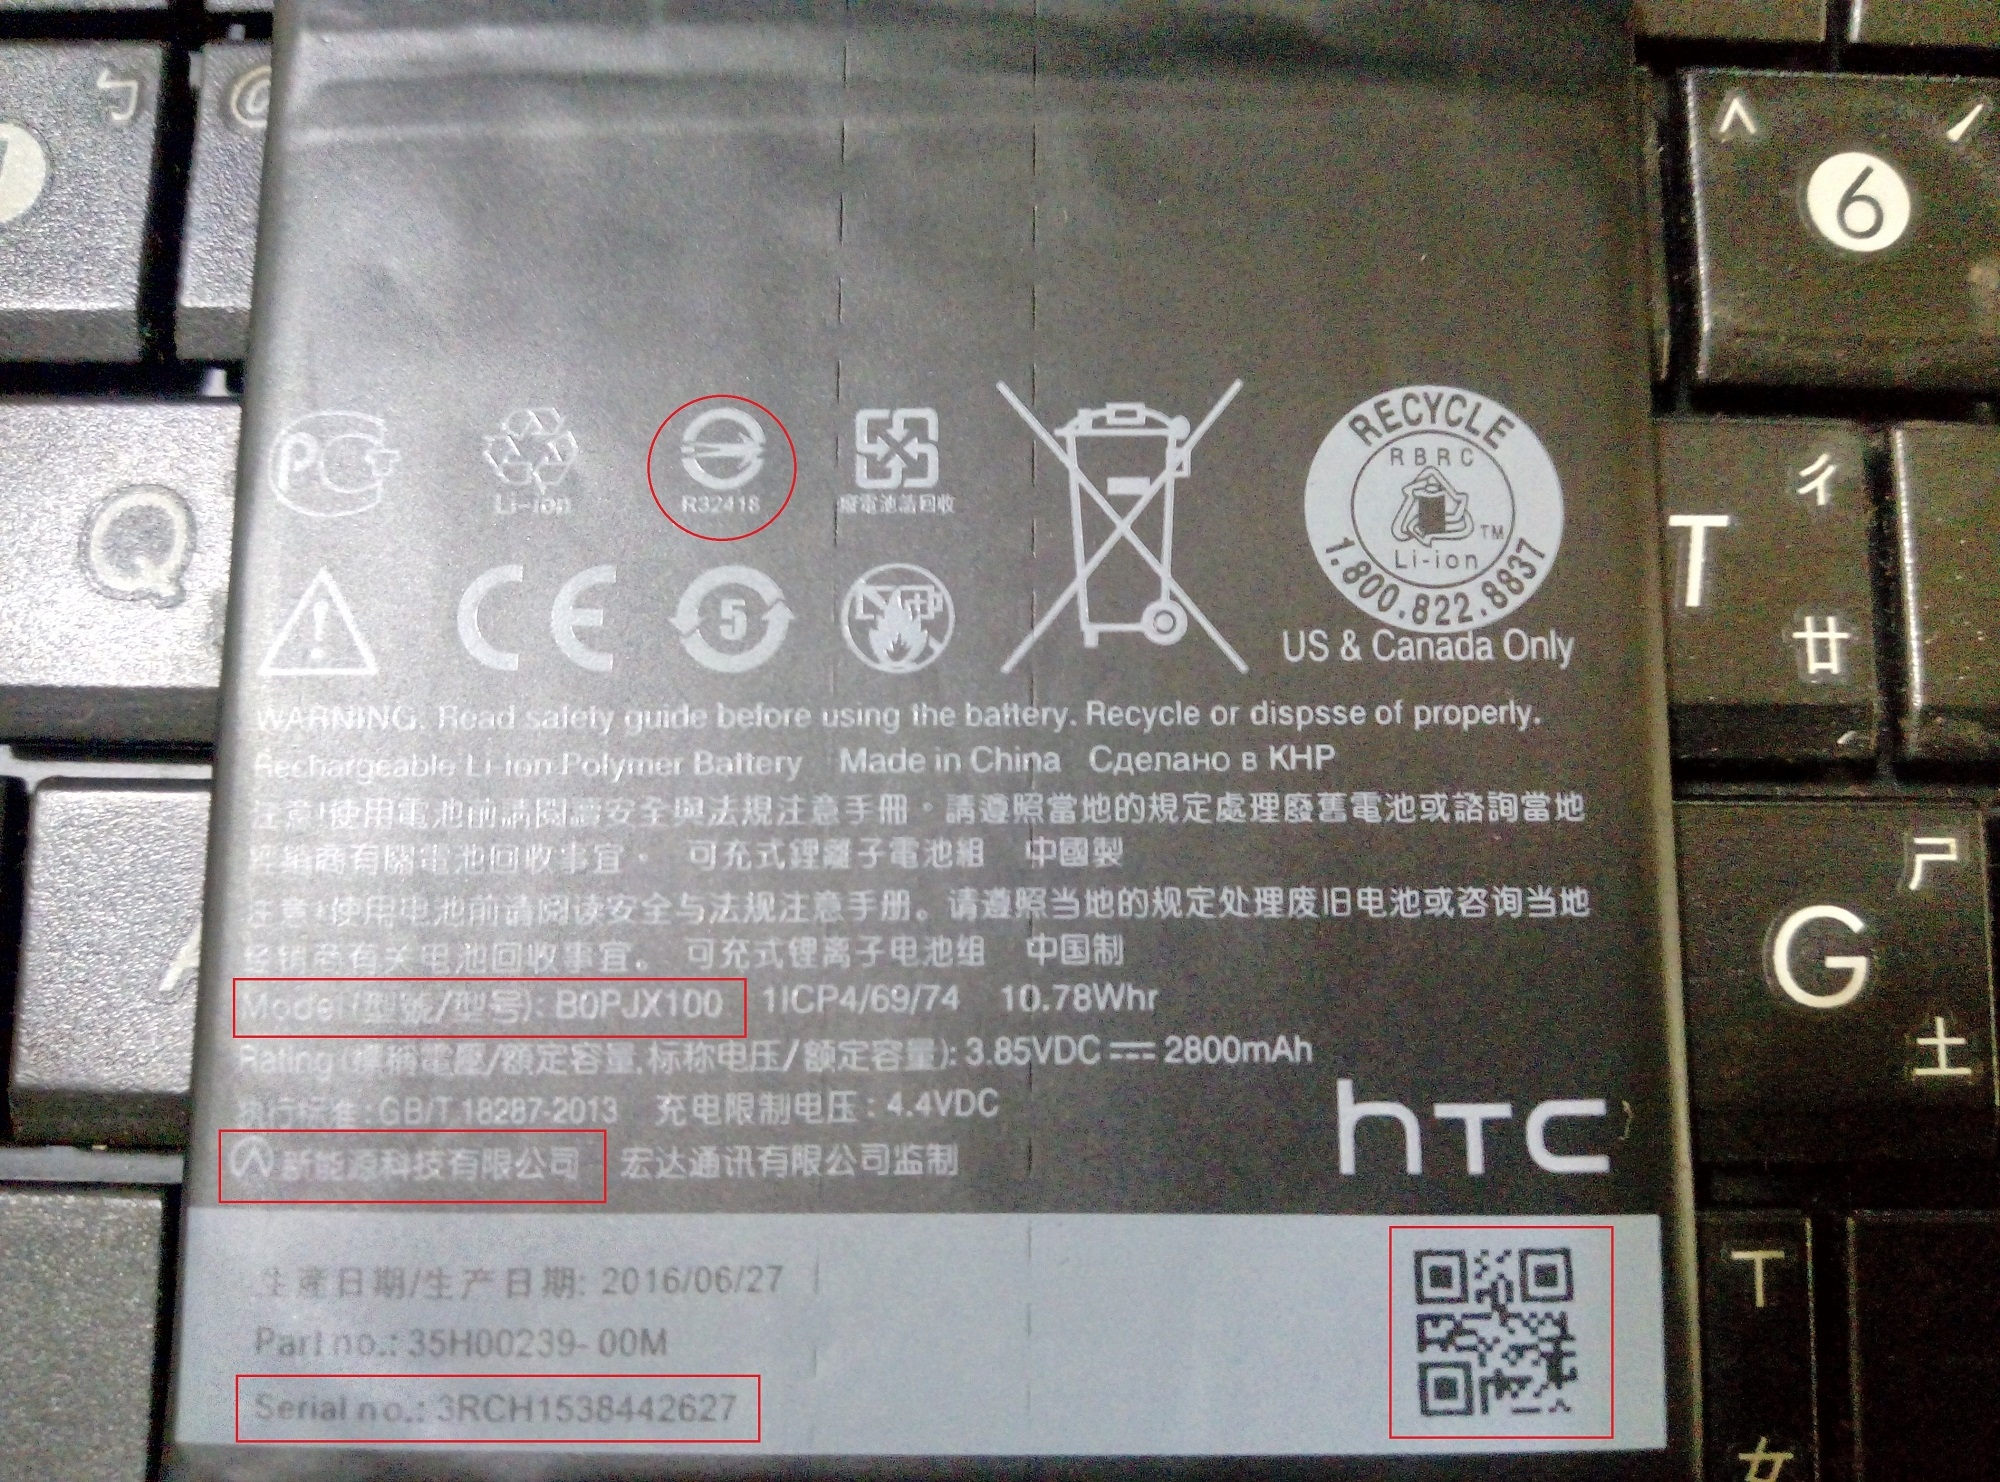 ㄅ
^ ˊ
6
Q
T
ㄔ
ㄝ
G
ㄕ
土
A
ㄒ
ㄤ
PG
Li-ion
R32418
廢電池請回收
RECYCLE
RBRC
TM
Li-ion
1.800.822.8837
US & Canada Only
CE
5
WARNING. Read safety guide before using the battery. Recycle or dispsse of properly.
Rechargeable Li-ion Polymer Battery Made in China Сделано в КНР
注意!使用電池前請閱讀安全與法規注意手冊。請遵照當地的規定處理廢舊電池或諮詢當地
經銷商有關電池回收事宜。 可充式鋰離子電池組 中國製
注意!使用电池前請阅读安全与法规注意手册。请遵照当地的规定处理废旧电池或咨询当地
经销商有关电池回收事宜。 可充式锂离子电池组 中国制
Model (型號/型号): B0PJX100 1ICP4/69/74 10.78Whr
Rating (標稱電壓/額定容量,标称电压/额定容量): 3.85VDC 2800mAh
执行标准: GB/T 18287-2013 充电限制电压: 4.4VDC
新能源科技有限公司 宏达通讯有限公司监制
hTC
生產日期/生产日期: 2016/06/27
Part no.: 35H00239-00M
Serial no.: 3RCH1538442627